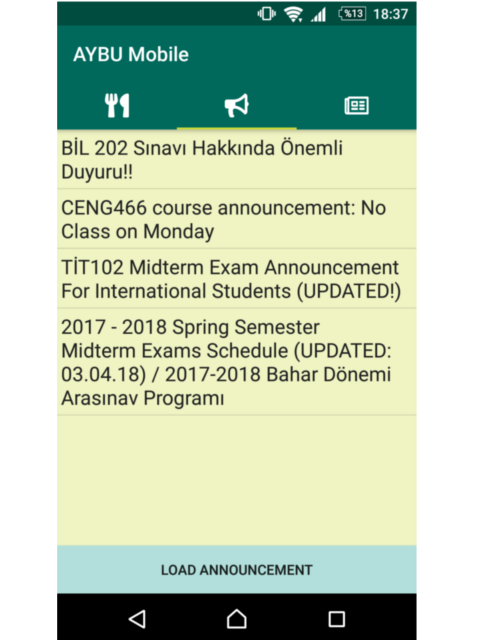 %13 18:37
AYBU Mobile
BİL 202 Sınavı Hakkında Önemli
Duyuru!!
CENG466 course announcement: No
Class on Monday
TİT102 Midterm Exam Announcement
For International Students (UPDATED!)
2017 - 2018 Spring Semester
Midterm Exams Schedule (UPDATED:
03.04.18) / 2017-2018 Bahar Dönemi
Arasınav Programı
LOAD ANNOUNCEMENT